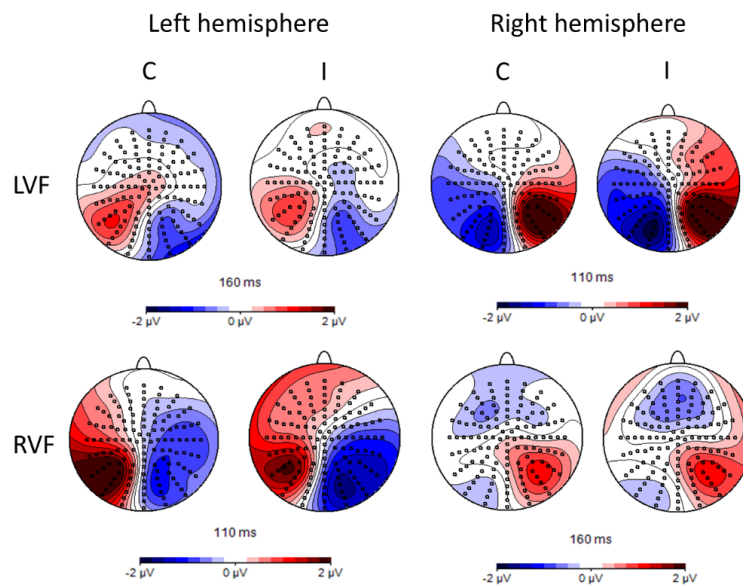 Left hemisphere Right hemisphere
C I C I
LVF
160 ms 110 ms
-2 µV 0 µV 2 µV -2 µV 0 µV 2 µV
RVF
110 ms 160 ms
-2 µV 0 µV 2 µV -2 µV 0 µV 2 µV